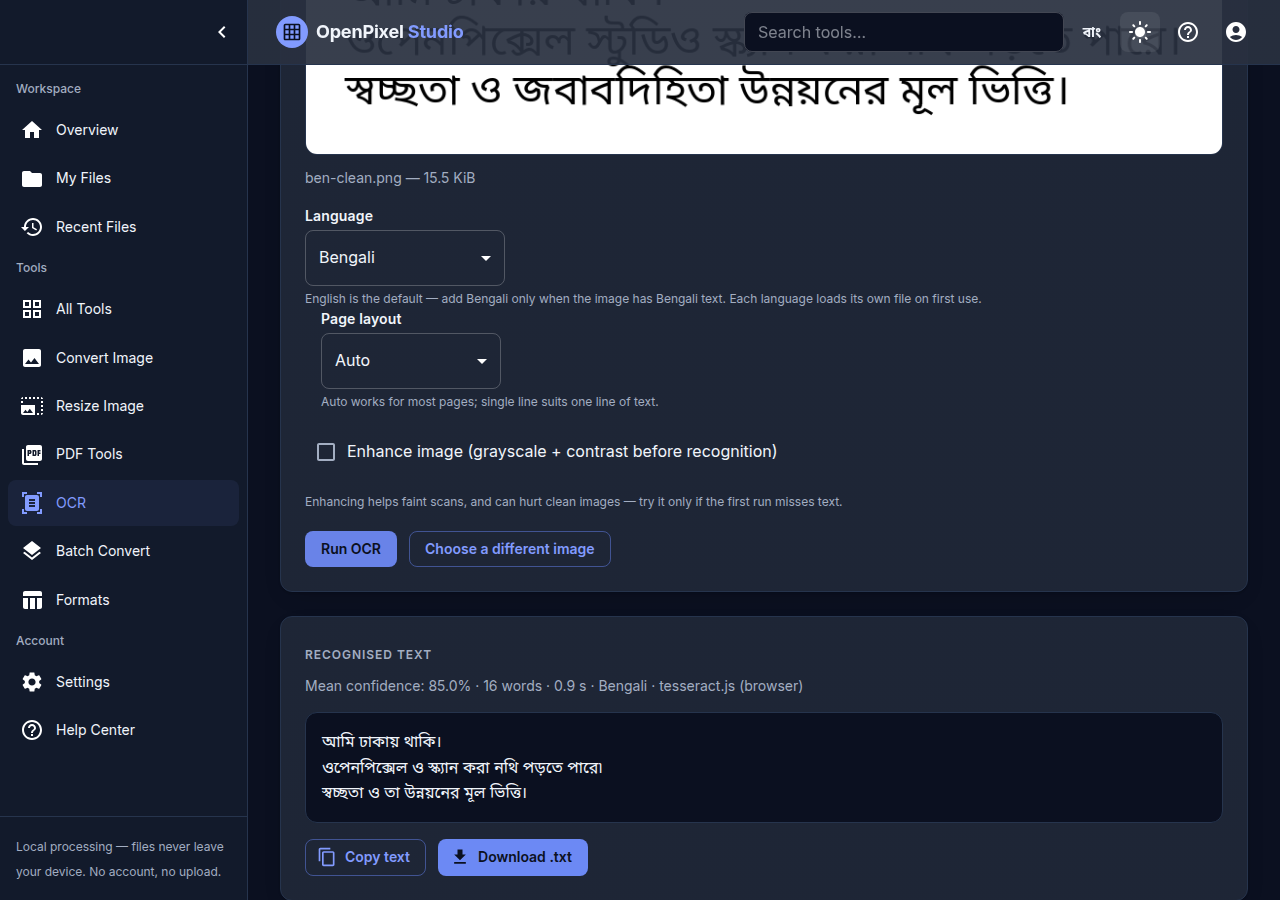 OpenPixel Studio
Search tools...
বাং
ওপেনপিক্সেল স্টুডিও
স্বচ্ছতা ও জবাবদিহিতা উন্নয়নের মূল ভিত্তি।
Workspace
Overview
My Files
Recent Files
Tools
All Tools
Convert Image
Resize Image
PDF Tools
OCR
Batch Convert
Formats
Account
Settings
Help Center
Local processing — files never leave
your device. No account, no upload.
ben-clean.png — 15.5 KiB
Language
Bengali
English is the default — add Bengali only when the image has Bengali text. Each language loads its own file on first use.
Page layout
Auto
Auto works for most pages; single line suits one line of text.
Enhance image (grayscale + contrast before recognition)
Enhancing helps faint scans, and can hurt clean images — try it only if the first run misses text.
Run OCR
Choose a different image
RECOGNISED TEXT
Mean confidence: 85.0% · 16 words · 0.9 s · Bengali · tesseract.js (browser)
আমি ঢাকায় থাকি।
ওপেনপিক্সেল ও স্ক্যান করা নথি পড়তে পারে৷
স্বচ্ছতা ও তা উন্নয়নের মূল ভিত্তি।
Copy text
Download .txt